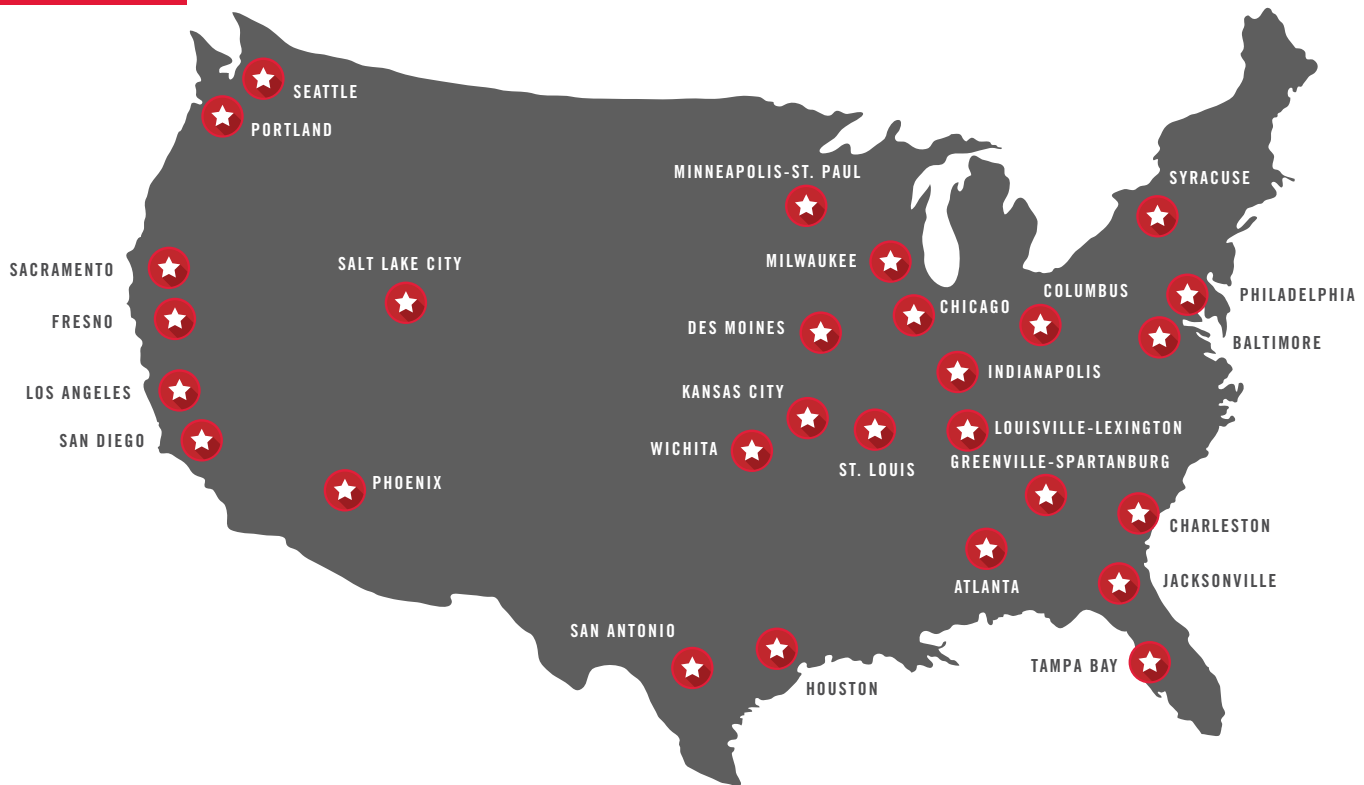 SEATTLE
PORTLAND
MINNEAPOLIS-ST. PAUL
SYRACUSE
SACRAMENTO
SALT LAKE CITY
MILWAUKEE
COLUMBUS
PHILADELPHIA
CHICAGO
FRESNO
DES MOINES
BALTIMORE
INDIANAPOLIS
LOS ANGELES
KANSAS CITY
LOUISVILLE-LEXINGTON
SAN DIEGO
WICHITA
ST. LOUIS
GREENVILLE-SPARTANBURG
PHOENIX
CHARLESTON
ATLANTA
JACKSONVILLE
SAN ANTONIO
TAMPA BAY
HOUSTON